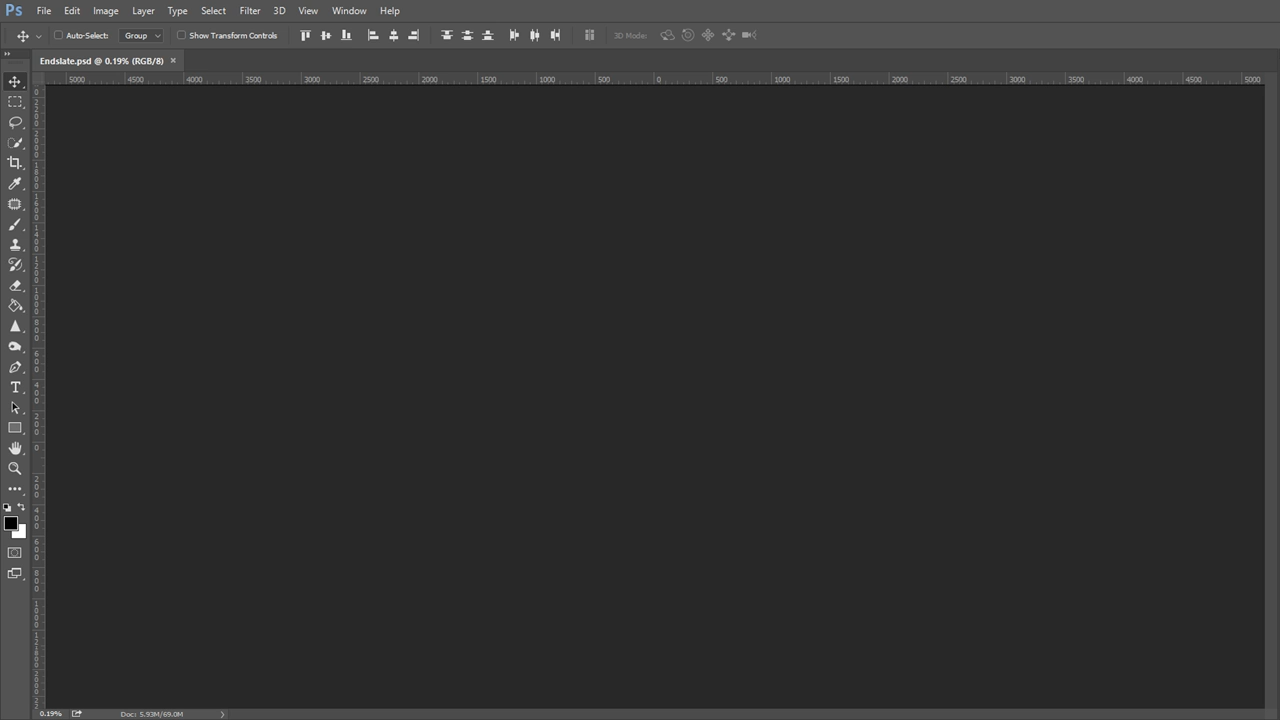 Ps File Edit Image Layer Type Select Filter 3D View Window Help
Auto-Select: Group Show Transform Controls 3D Mode:
Endslate.psd @ 0.19% (RGB/8) ×
5000 4500 4000 3500 3000 2500 2000 1500 1000 500 0 500 1000 1500 2000 2500 3000 3500 4000 4500 5000
0.19% Doc: 5.93M/69.0M